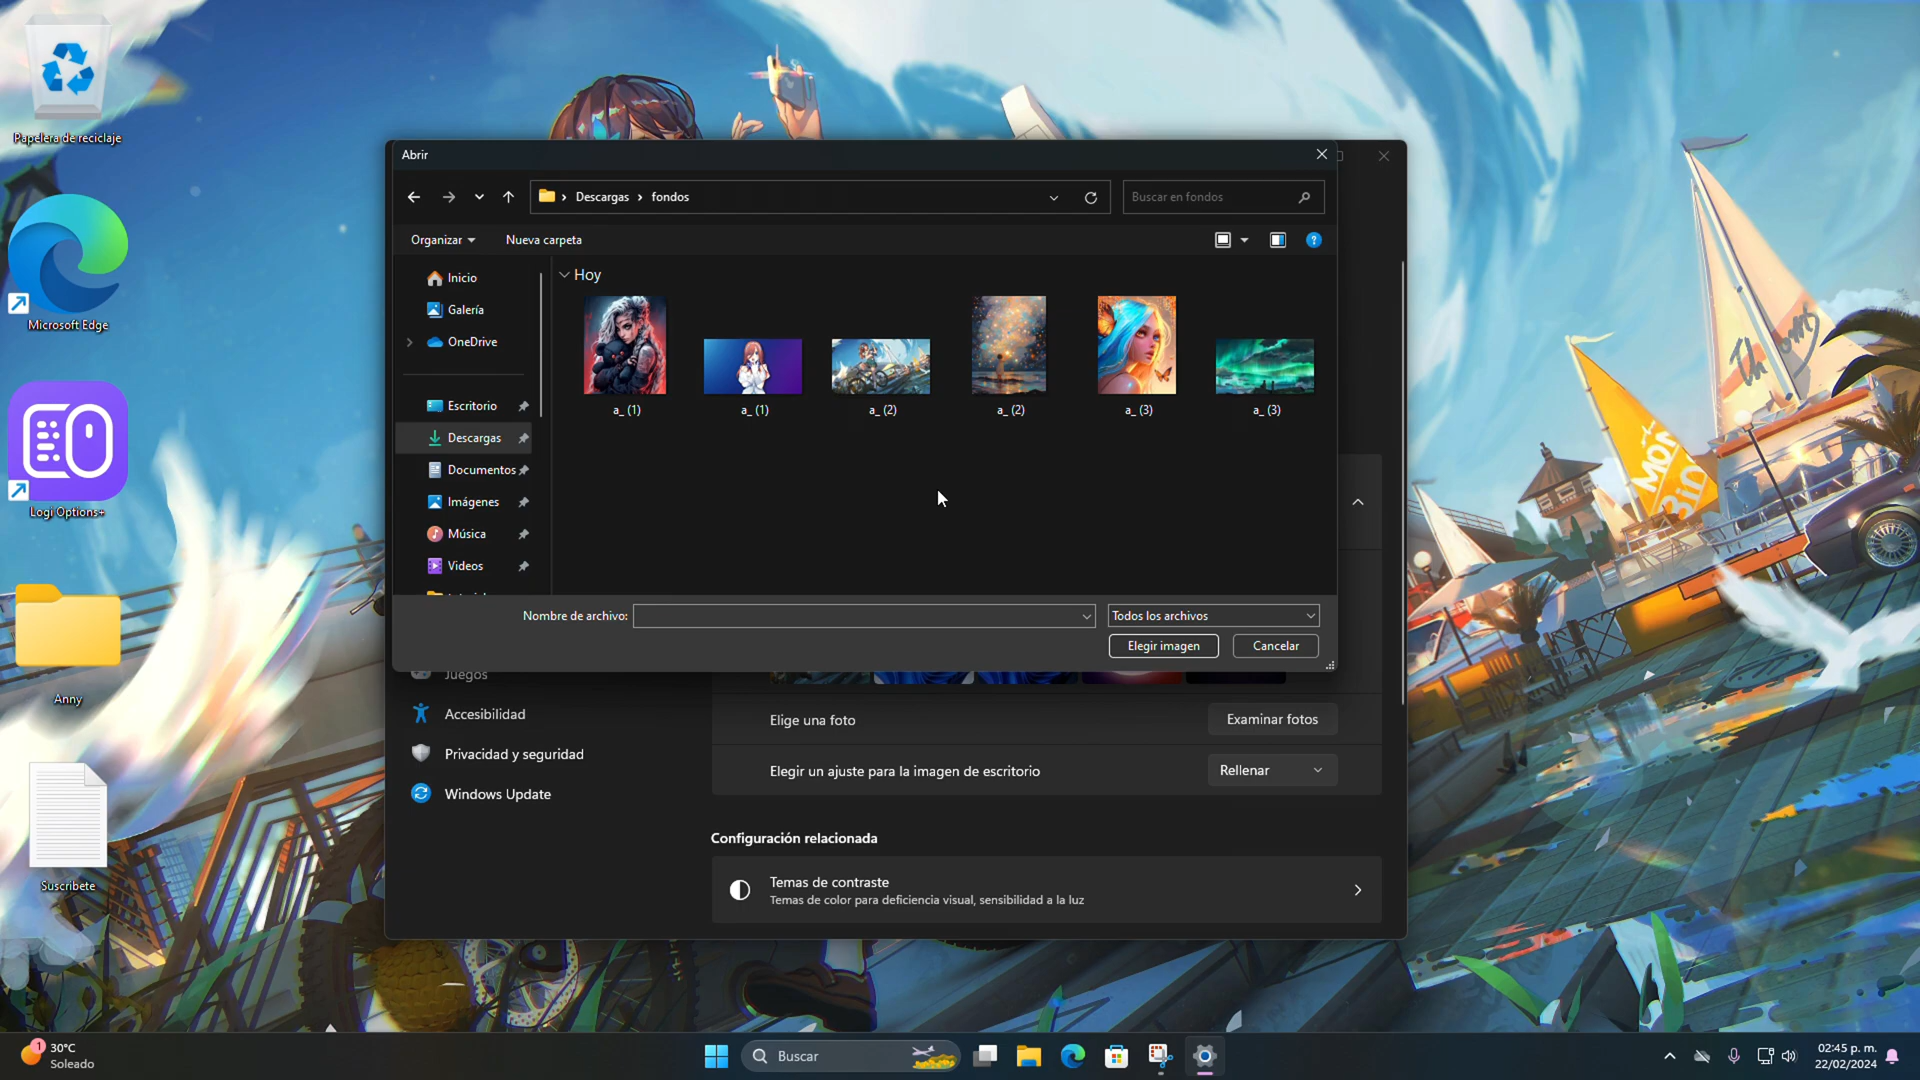 Papelera de reciclaje
Microsoft Edge
Logi Options+
Anny
Suscribete
Abrir
Descargas
fondos
Buscar en fondos
Organizar
Nueva carpeta
Inicio
Galería
OneDrive
Escritorio
Descargas
Documentos
Imágenes
Música
Videos
Hoy
a_ (1)
a_ (1)
a_ (2)
a_ (2)
a_ (3)
a_ (3)
Nombre de archivo:
Todos los archivos
Elegir imagen
Cancelar
Juegos
Accesibilidad
Privacidad y seguridad
Windows Update
Elige una foto
Examinar fotos
Elegir un ajuste para la imagen de escritorio
Rellenar
Configuración relacionada
Temas de contraste
Temas de color para deficiencia visual, sensibilidad a la luz
1
30°C
Soleado
Buscar
02:45 p. m.
22/02/2024